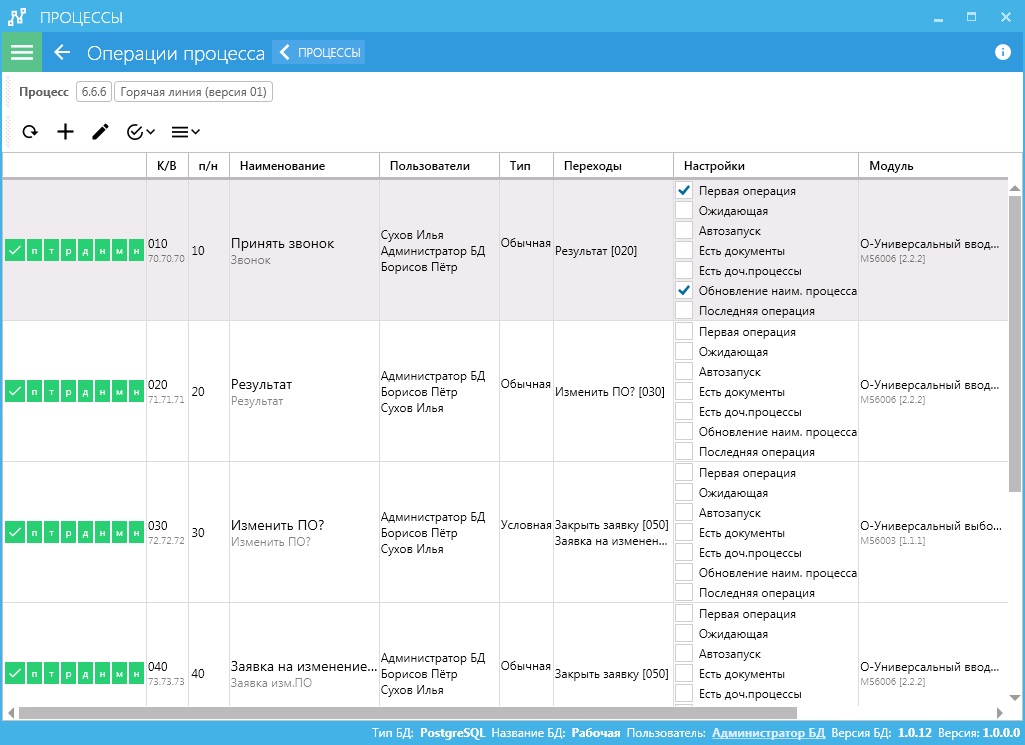 ПРОЦЕССЫ
Операции процесса ПРОЦЕССЫ
Процесс 6.6.6 Горячая линия (версия 01)
К/В п/н Наименование Пользователи Тип Переходы Настройки Модуль
п т р д н м н
010
70.70.70
10
Принять звонок
Звонок
Сухов Илья
Администратор БД
Борисов Пётр
Обычная
Результат [020]
Первая операция
Ожидающая
Автозапуск
Есть документы
Есть доч.процессы
Обновление наим. процесса
Последняя операция
О-Универсальный ввод...
М56006 [2.2.2]
п т р д н м н
020
71.71.71
20
Результат
Результат
Администратор БД
Борисов Пётр
Сухов Илья
Обычная
Изменить ПО? [030]
Первая операция
Ожидающая
Автозапуск
Есть документы
Есть доч.процессы
Обновление наим. процесса
Последняя операция
О-Универсальный ввод...
М56006 [2.2.2]
п т р д н м н
030
72.72.72
30
Изменить ПО?
Изменить ПО?
Администратор БД
Борисов Пётр
Сухов Илья
Условная
Закрыть заявку [050]
Заявка на изменен...
Первая операция
Ожидающая
Автозапуск
Есть документы
Есть доч.процессы
Обновление наим. процесса
Последняя операция
О-Универсальный выбо...
М56003 [1.1.1]
п т р д н м н
040
73.73.73
40
Заявка на изменение...
Заявка изм.ПО
Администратор БД
Борисов Пётр
Сухов Илья
Обычная
Закрыть заявку [050]
Первая операция
Ожидающая
Автозапуск
Есть документы
Есть доч.процессы
О-Универсальный ввод...
М56006 [2.2.2]
Тип БД: PostgreSQL Название БД: Рабочая Пользователь: Администратор БД Версия БД: 1.0.12 Версия: 1.0.0.0